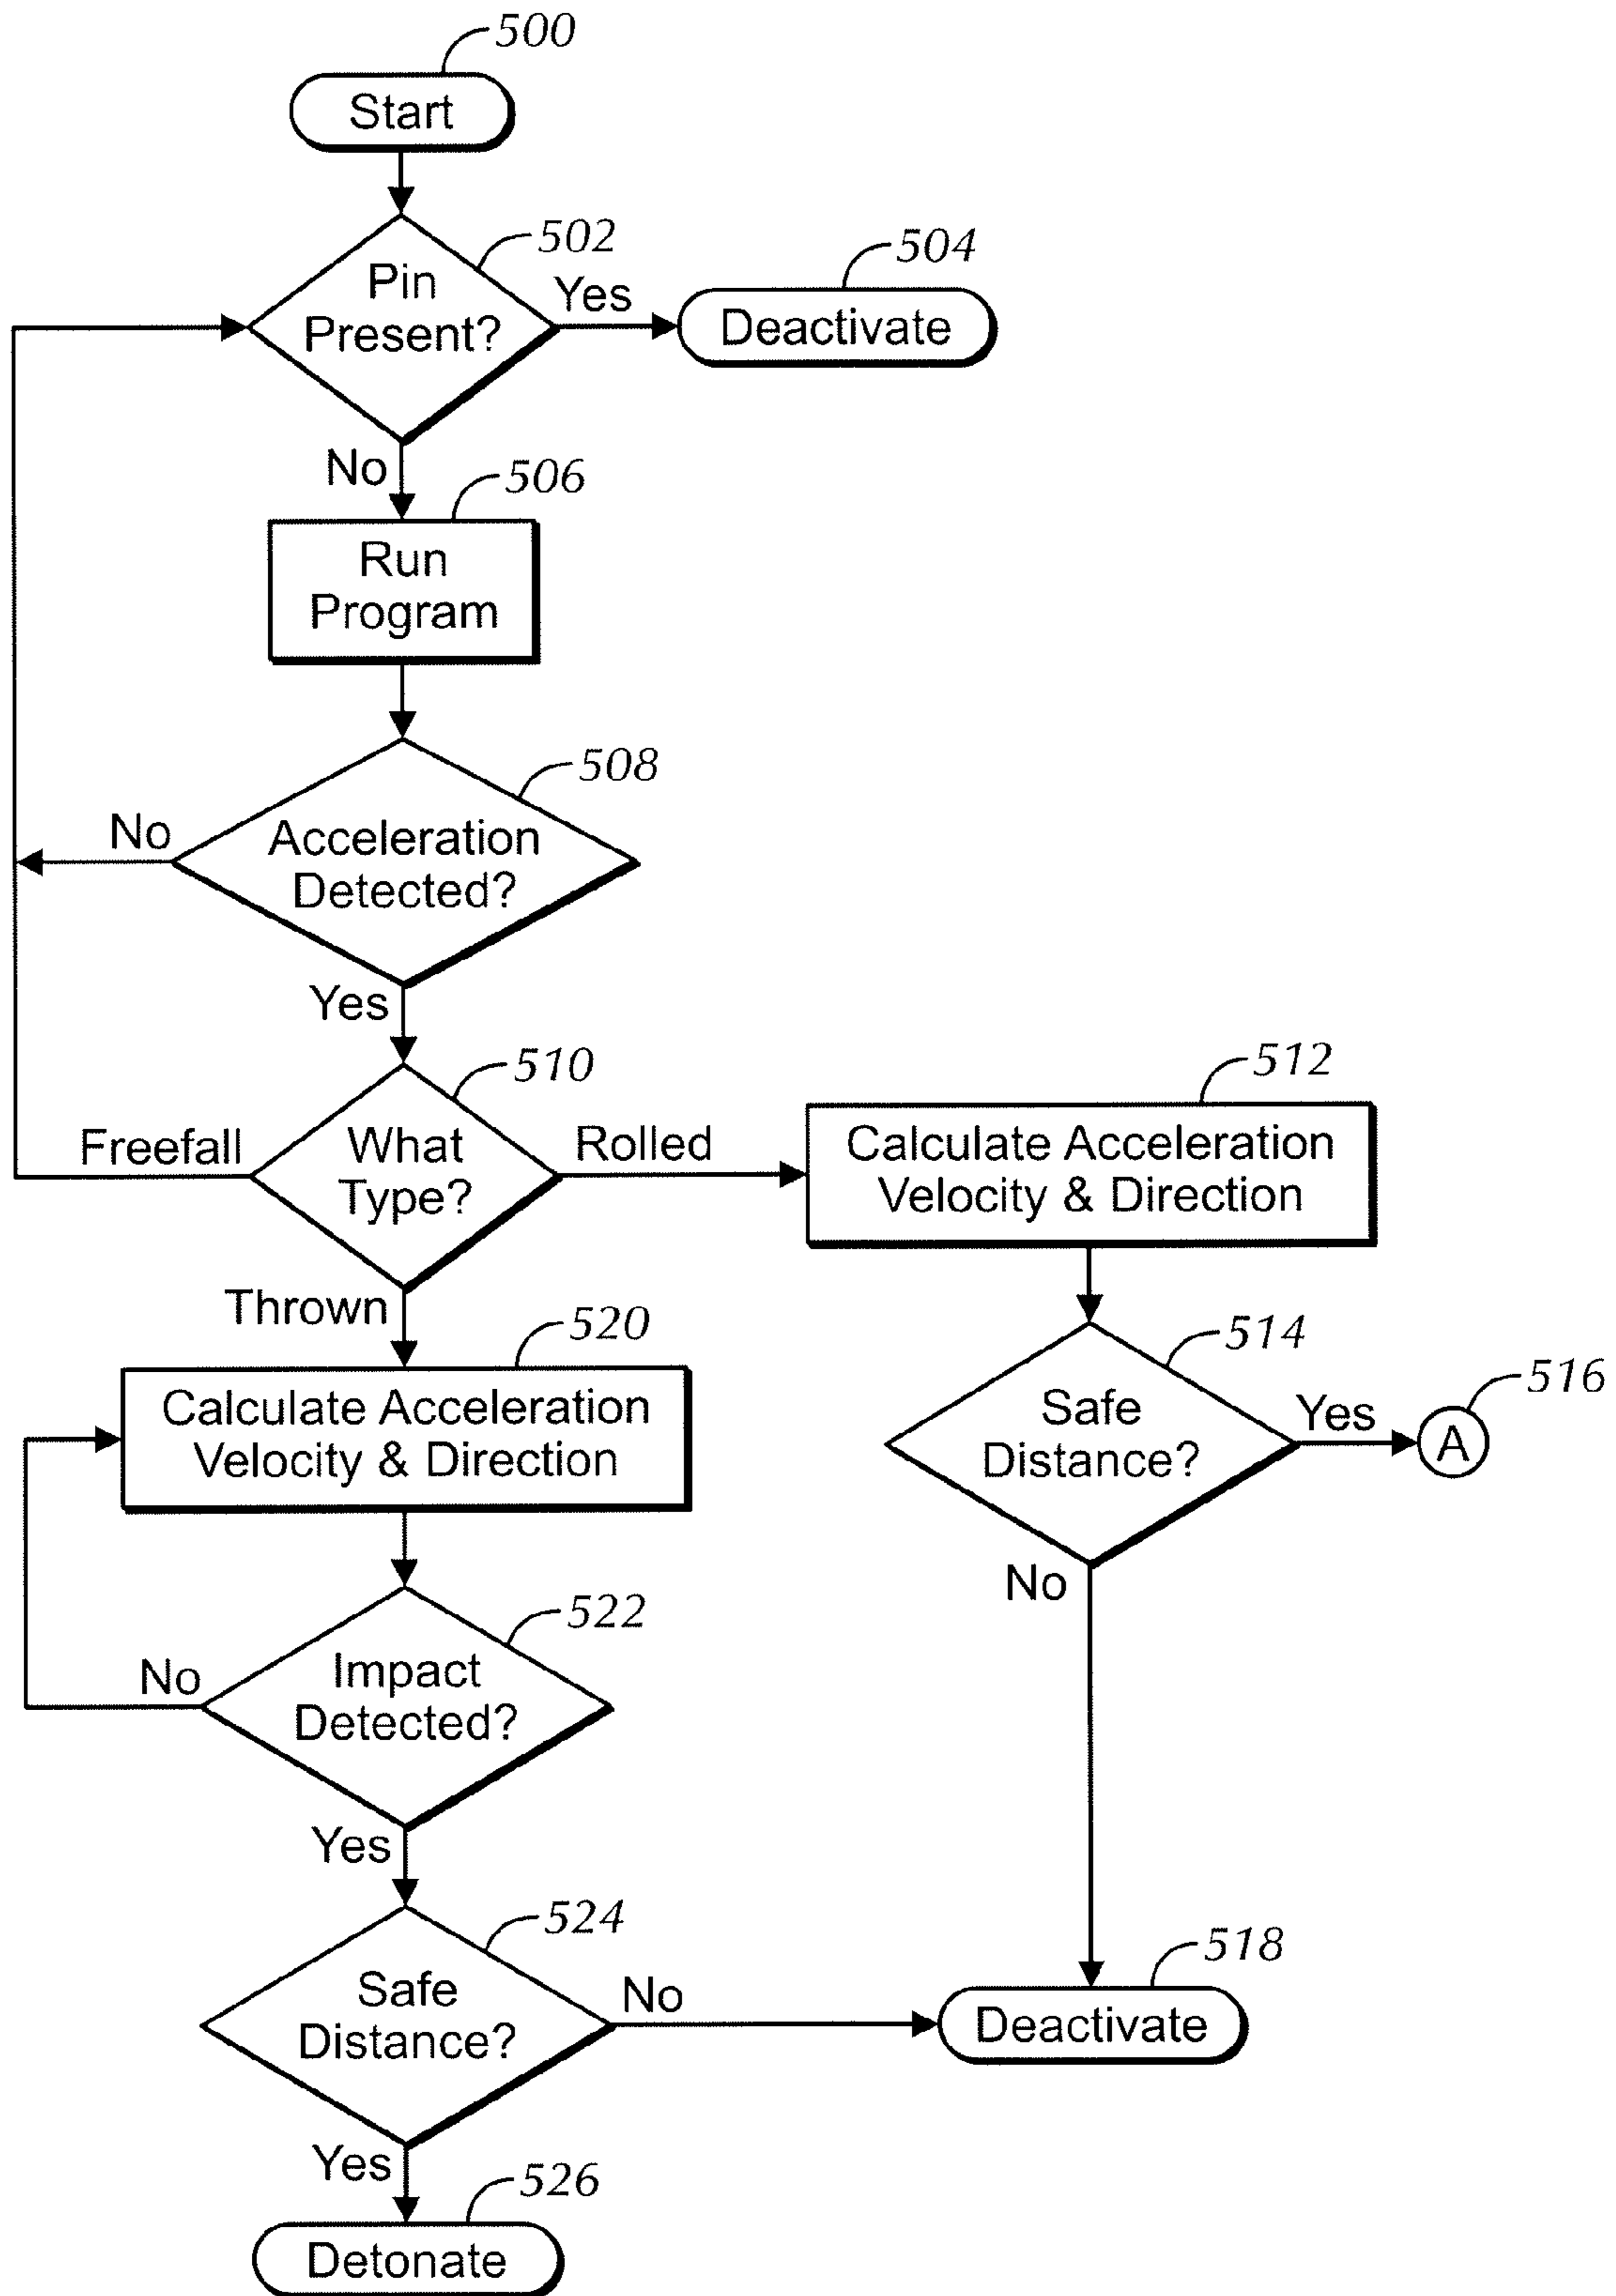 500
Start
502
Pin
Present?
Yes
504
Deactivate
No
506
Run
Program
508
No
Acceleration
Detected?
Yes
510
Freefall
What
Type?
Rolled
512
Calculate Acceleration
Velocity & Direction
Thrown
520
Calculate Acceleration
Velocity & Direction
514
Safe
Distance?
Yes
516
A
No
522
No
Impact
Detected?
Yes
524
Safe
Distance?
No
518
Deactivate
Yes
526
Detonate